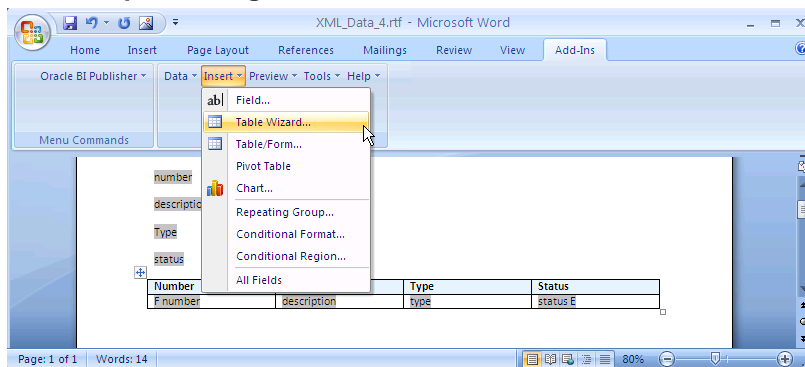 XML_Data_4.rtf - Microsoft Word
Home Insert Page Layout References Mailings Review View Add-Ins
Oracle BI Publisher Data Insert Preview Tools Help
ab| Field...
Table Wizard...
Menu Commands
Table/Form...
Pivot Table
number
Chart...
descriptio
Repeating Group...
Type
Conditional Format...
status
Conditional Region...
All Fields
Number Type Status
F number description type status E
Page: 1 of 1 Words: 14 80%